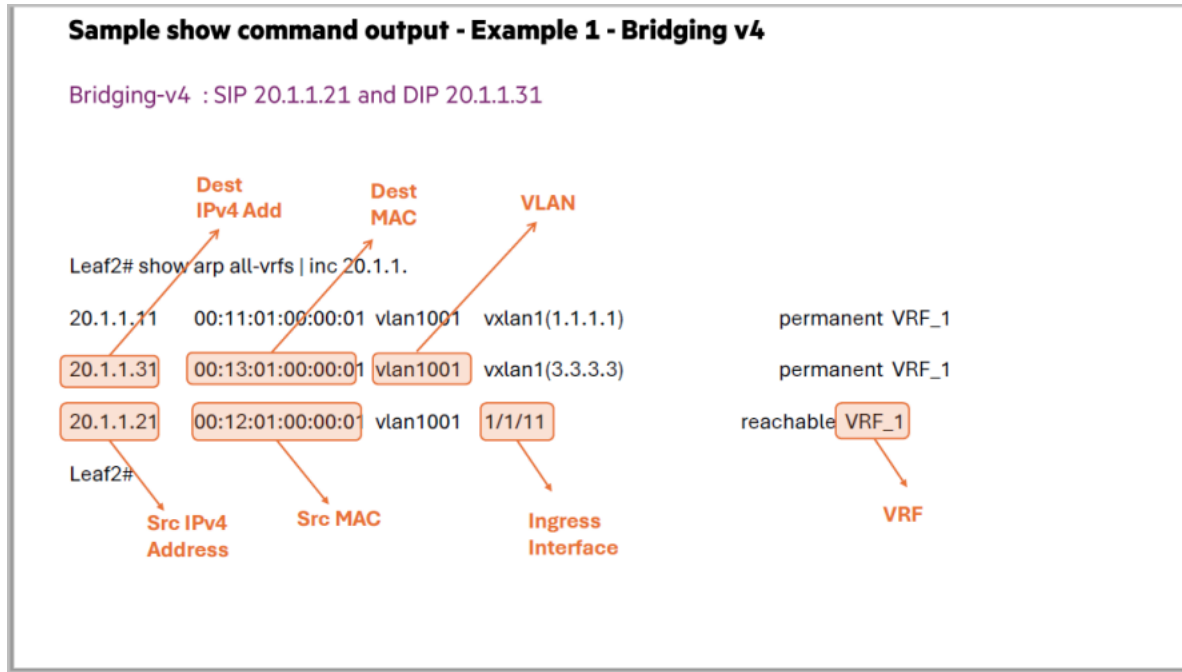 Sample show command output - Example 1 - Bridging v4
Bridging-v4 : SIP 20.1.1.21 and DIP 20.1.1.31
Dest
IPv4 Add
Dest
MAC
VLAN
Leaf2# show arp all-vrfs | inc 20.1.1.
20.1.1.11 00:11:01:00:00:01 vlan1001 vxlan1(1.1.1.1) permanent VRF_1
20.1.1.31 00:13:01:00:00:01 vlan1001 vxlan1(3.3.3.3) permanent VRF_1
20.1.1.21 00:12:01:00:00:01 vlan1001 1/1/11 reachable VRF_1
Leaf2#
Src IPv4
Address
Src MAC
Ingress
Interface
VRF